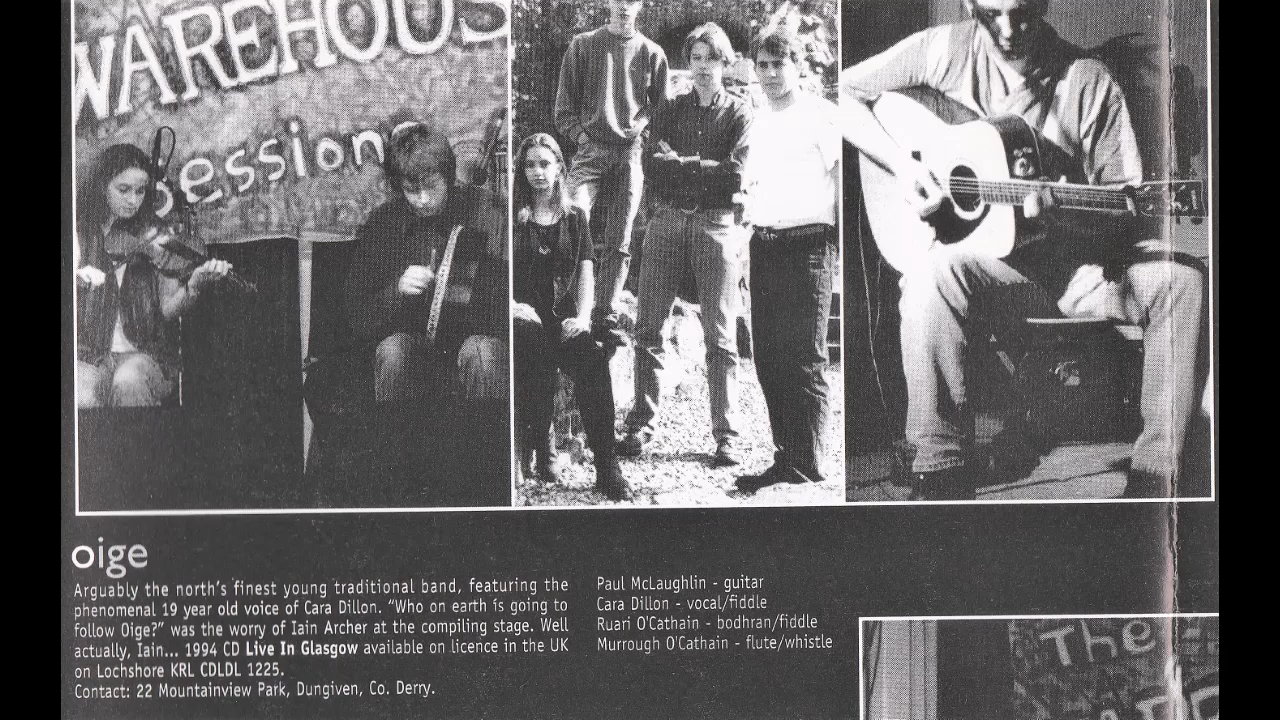 WAREHOUS
Session
oige
Arguably the north's finest young traditional band, featuring the
phenomenal 19 year old voice of Cara Dillon. "Who on earth is going to
follow Oige?" was the worry of Iain Archer at the compiling stage. Well
actually, Iain... 1994 CD Live In Glasgow available on licence in the UK
on Lochshore KRL CDLDL 1225.
Contact: 22 Mountainview Park, Dungiven, Co. Derry.
Paul McLaughlin - guitar
Cara Dillon - vocal/fiddle
Ruari O'Cathain - bodhran/fiddle
Murrough O'Cathain - flute/whistle
The